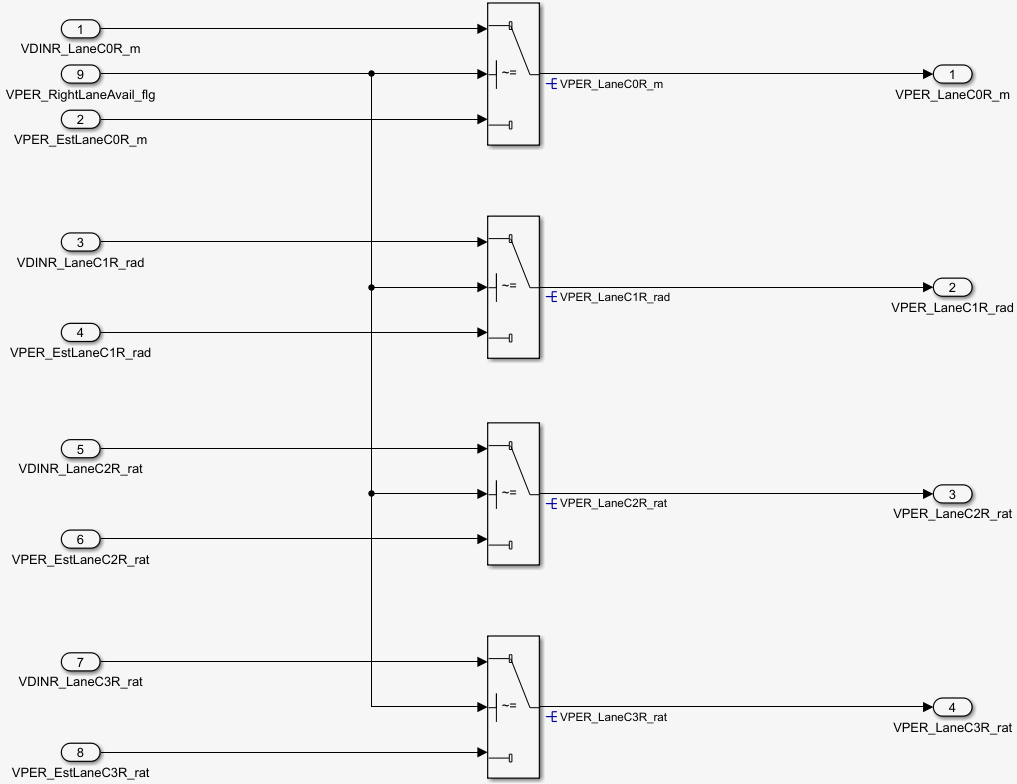 1
VDINR_LaneC0R_m
9
VPER_RightLaneAvail_flg
2
VPER_EstLaneC0R_m
~=
VPER_LaneC0R_m
1
VPER_LaneC0R_m
3
VDINR_LaneC1R_rad
4
VPER_EstLaneC1R_rad
~=
VPER_LaneC1R_rad
2
VPER_LaneC1R_rad
5
VDINR_LaneC2R_rat
6
VPER_EstLaneC2R_rat
~=
VPER_LaneC2R_rat
3
VPER_LaneC2R_rat
7
VDINR_LaneC3R_rat
8
VPER_EstLaneC3R_rat
~=
VPER_LaneC3R_rat
4
VPER_LaneC3R_rat